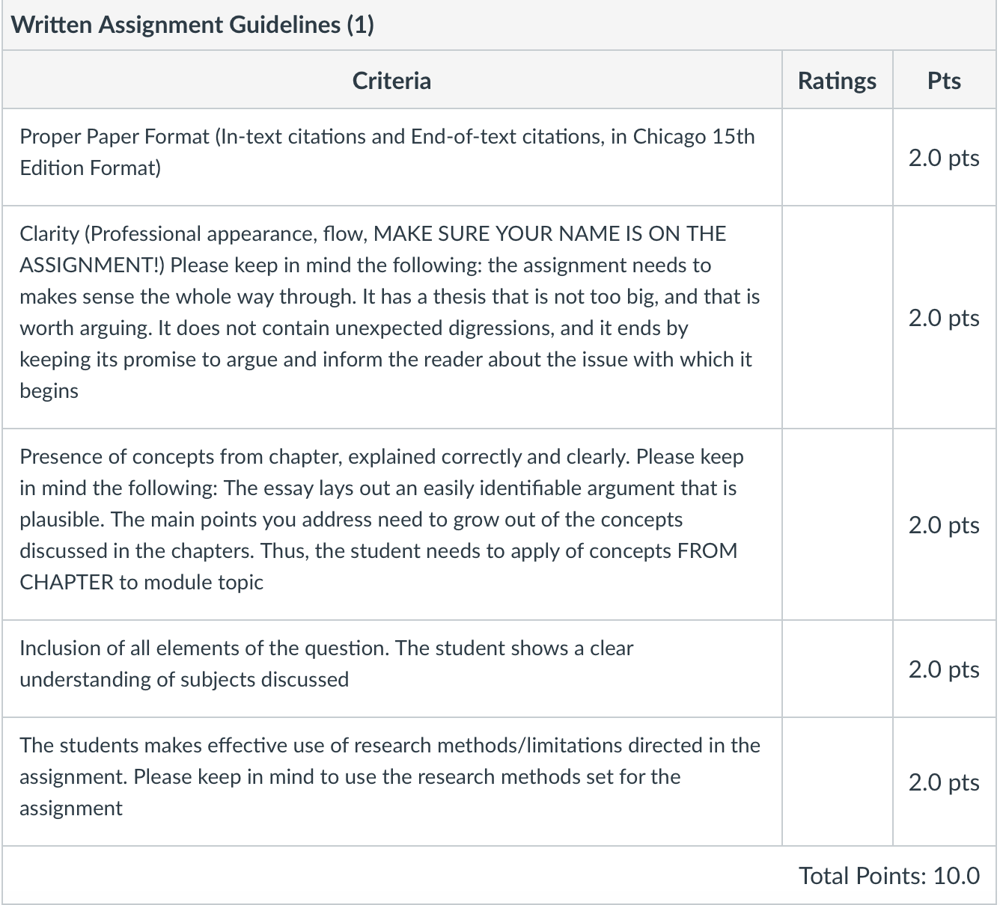 Written Assignment Guidelines (1)
Criteria Ratings Pts
Proper Paper Format (In-text citations and End-of-text citations, in Chicago 15th
Edition Format)
2.0 pts
Clarity (Professional appearance, flow, MAKE SURE YOUR NAME IS ON THE
ASSIGNMENT!) Please keep in mind the following: the assignment needs to
makes sense the whole way through. It has a thesis that is not too big, and that is
worth arguing. It does not contain unexpected digressions, and it ends by
keeping its promise to argue and inform the reader about the issue with which it
begins
2.0 pts
Presence of concepts from chapter, explained correctly and clearly. Please keep
in mind the following: The essay lays out an easily identifiable argument that is
plausible. The main points you address need to grow out of the concepts
discussed in the chapters. Thus, the student needs to apply of concepts FROM
CHAPTER to module topic
2.0 pts
Inclusion of all elements of the question. The student shows a clear
understanding of subjects discussed
2.0 pts
The students makes effective use of research methods/limitations directed in the
assignment. Please keep in mind to use the research methods set for the
assignment
2.0 pts
Total Points: 10.0